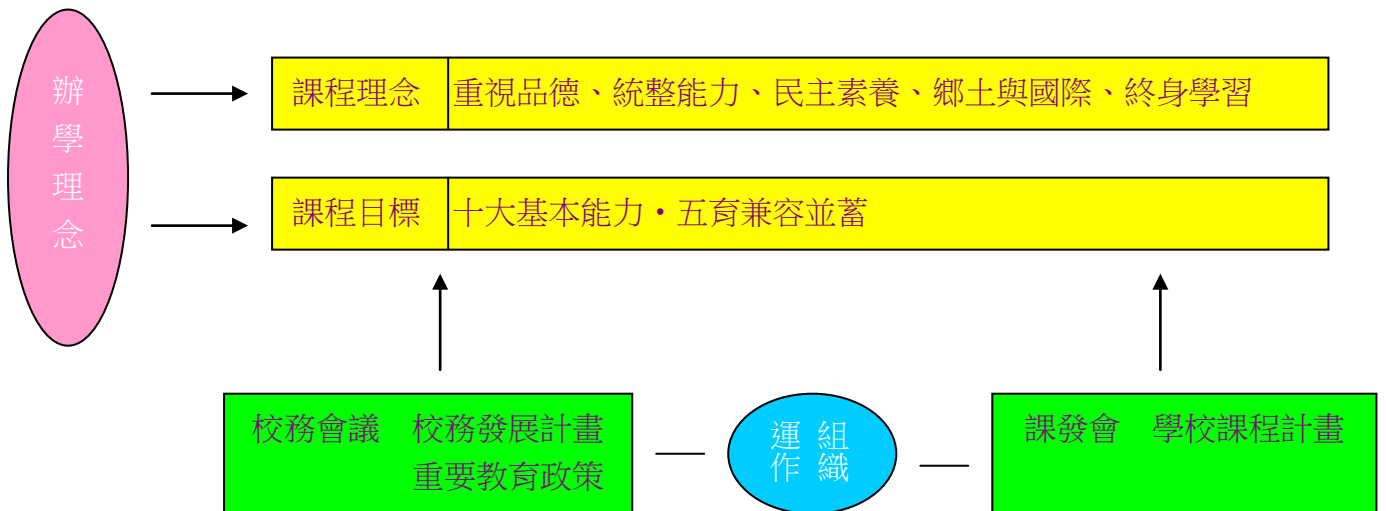 辦
學
理
念
課程理念 重視品德、統整能力、民主素養、鄉土與國際、終身學習
課程目標 十大基本能力・五育兼容並蓄
校務會議　校務發展計畫
重要教育政策
運 組
作 織
課發會　學校課程計畫